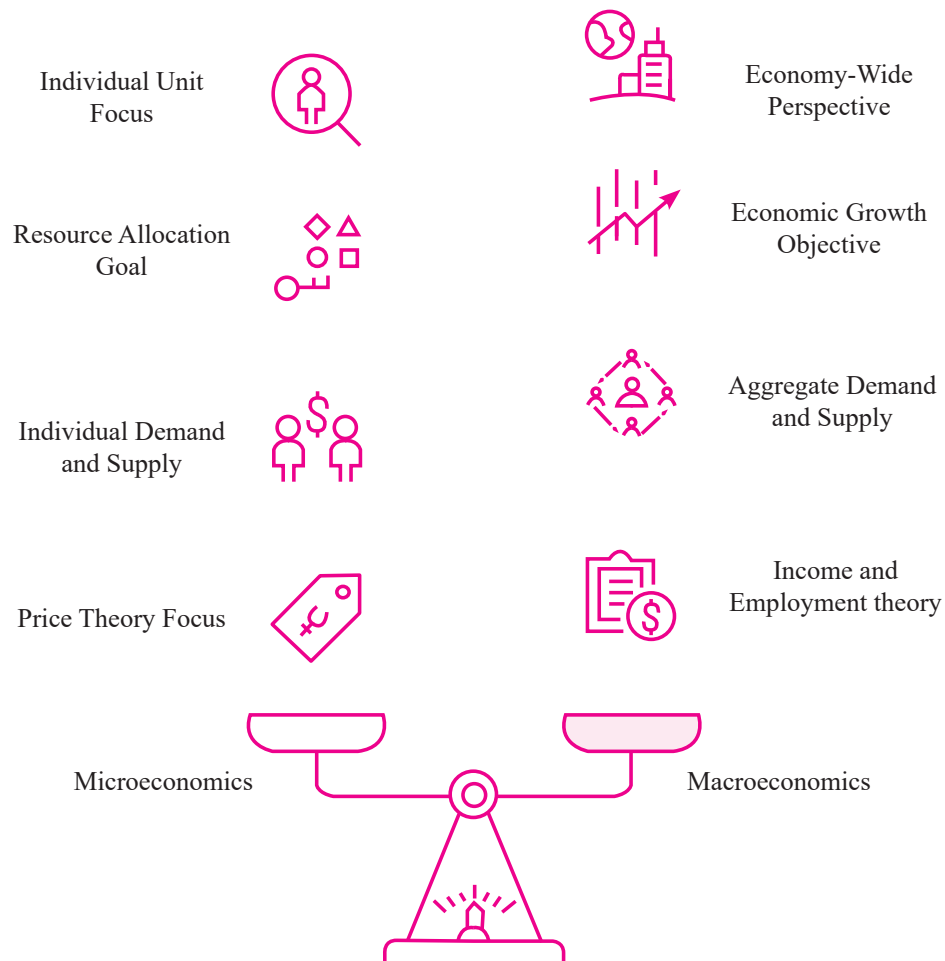 Individual Unit
Focus
Economy-Wide
Perspective
Resource Allocation
Goal
Economic Growth
Objective
Individual Demand
and Supply
Aggregate Demand
and Supply
Price Theory Focus
Income and
Employment theory
Microeconomics
Macroeconomics